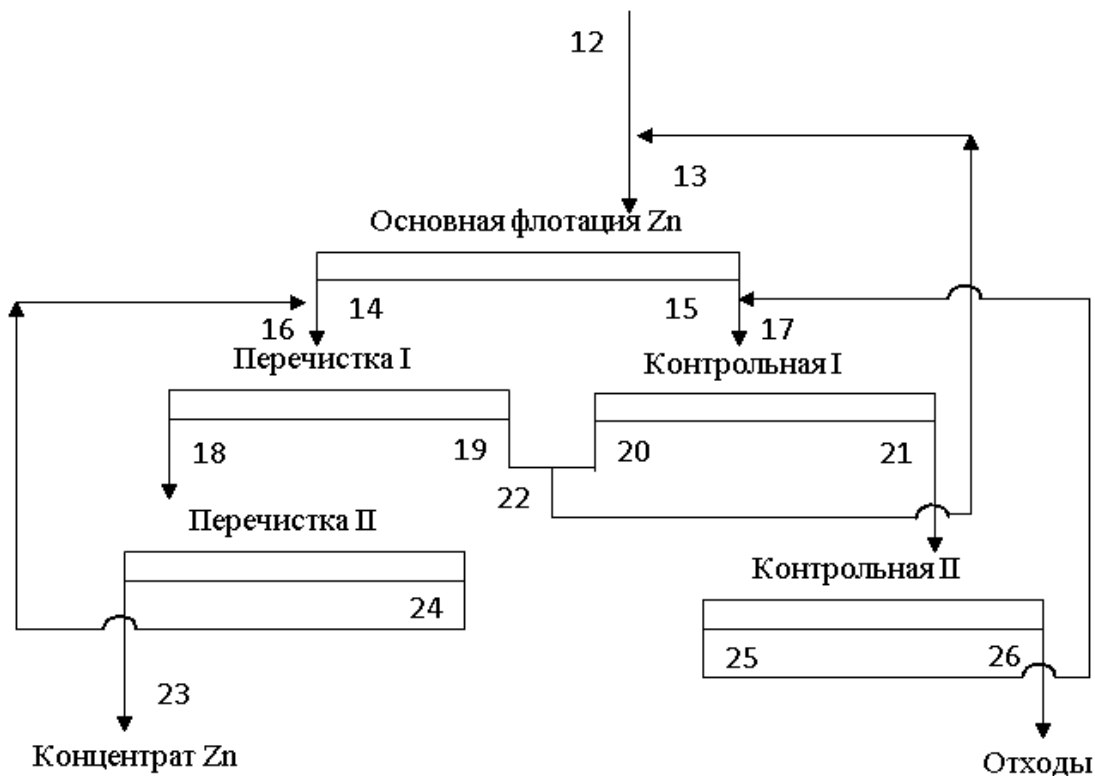 12
13
Основная флотация Zn
14
15
16
17
Перечистка I
Контрольная I
18
19
20
21
22
Перечистка II
Контрольная II
24
25
26
23
Концентрат Zn
Отходы